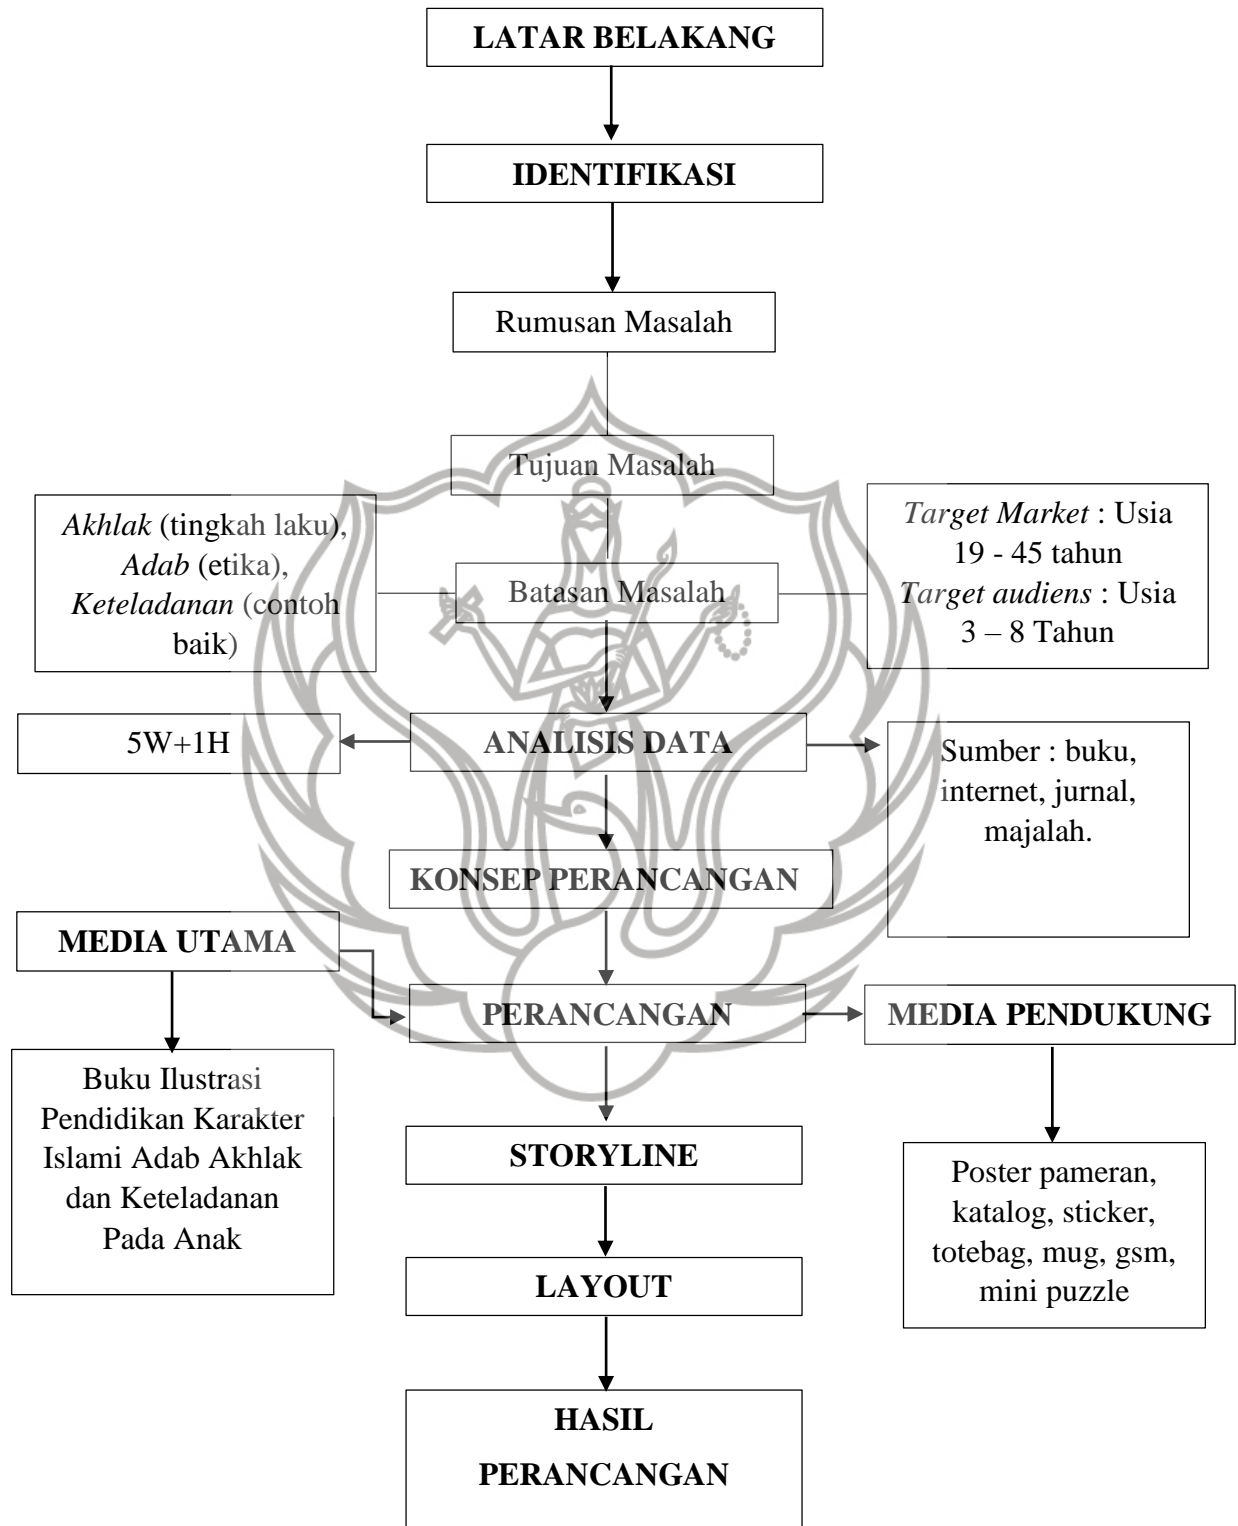 LATAR BELAKANG
IDENTIFIKASI
Rumusan Masalah
Tujuan Masalah
Akhlak (tingkah laku),
Adab (etika),
Keteladanan (contoh
baik)
Batasan Masalah
Target Market : Usia
19 - 45 tahun
Target audiens : Usia
3 – 8 Tahun
5W+1H
ANALISIS DATA
Sumber : buku,
internet, jurnal,
majalah.
KONSEP PERANCANGAN
MEDIA UTAMA
PERANCANGAN
MEDIA PENDUKUNG
Buku Ilustrasi
Pendidikan Karakter
Islami Adab Akhlak
dan Keteladanan
Pada Anak
STORYLINE
Poster pameran,
katalog, sticker,
totebag, mug, gsm,
mini puzzle
LAYOUT
HASIL
PERANCANGAN